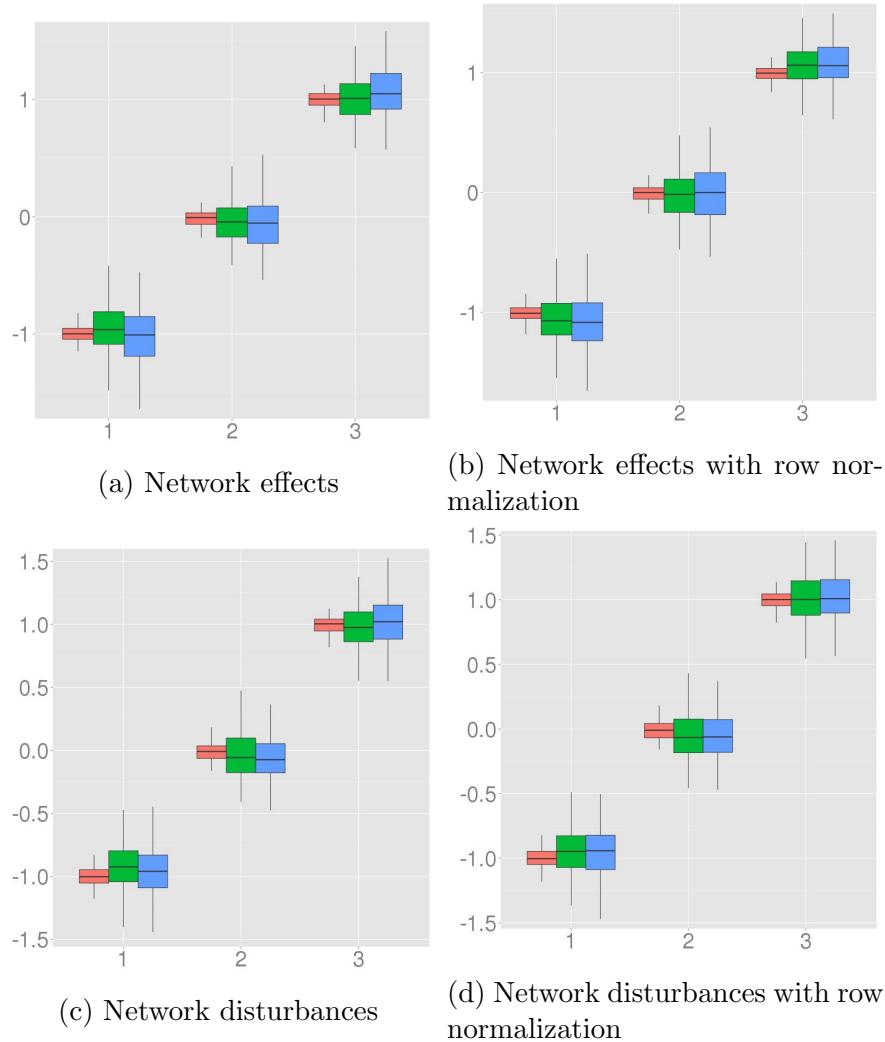 1
0
-1
1 2 3
(a) Network effects
1
0
-1
1 2 3
(b) Network effects with row nor-
malization
1.5
1.0
0.5
0.0
-0.5
-1.0
-1.5
1 2 3
(c) Network disturbances
1.5
1.0
0.5
0.0
-0.5
-1.0
-1.5
1 2 3
(d) Network disturbances with row
normalization